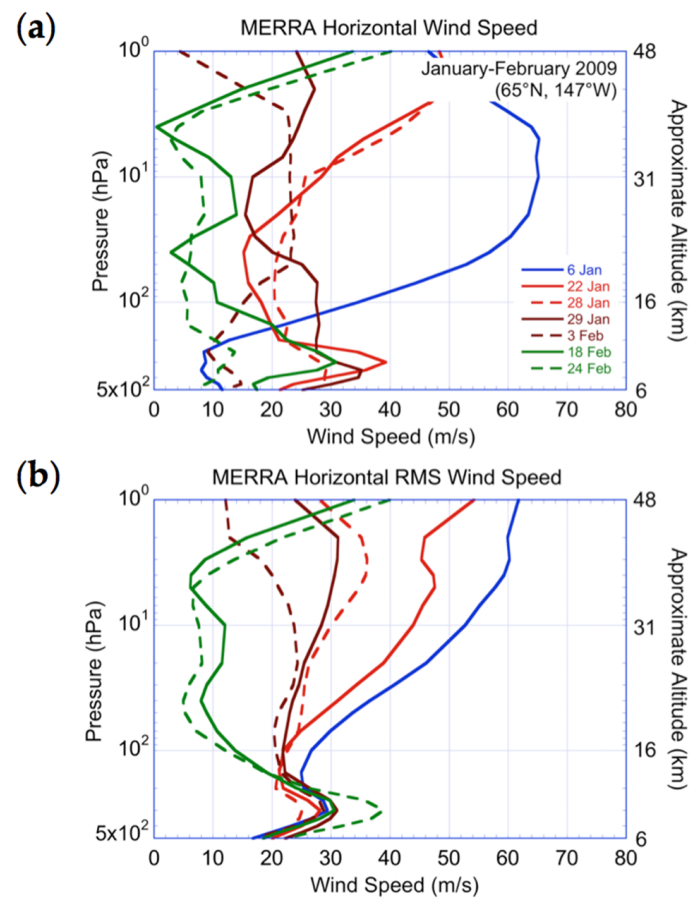 (a)
MERRA Horizontal Wind Speed
January-February 2009
(65°N, 147°W)
10⁰
10¹
10²
5x10²
Pressure (hPa)
48
31
16
6
Approximate Altitude (km)
6 Jan
22 Jan
28 Jan
29 Jan
3 Feb
18 Feb
24 Feb
0 10 20 30 40 50 60 70 80
Wind Speed (m/s)
(b)
MERRA Horizontal RMS Wind Speed
10⁰
10¹
10²
5x10²
Pressure (hPa)
48
31
16
6
Approximate Altitude (km)
0 10 20 30 40 50 60 70 80
Wind Speed (m/s)